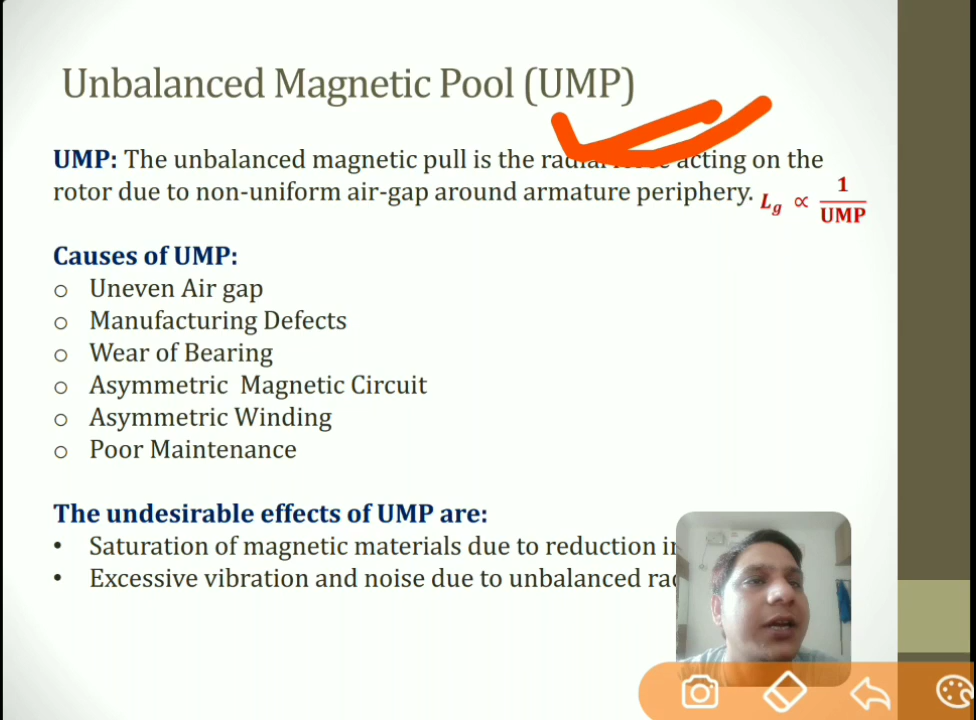 Unbalanced Magnetic Pool (UMP)
UMP: The unbalanced magnetic pull is the radial acting on the
rotor due to non-uniform air-gap around armature periphery. L_g ∝ 1/UMP
Causes of UMP:
o Uneven Air gap
o Manufacturing Defects
o Wear of Bearing
o Asymmetric Magnetic Circuit
o Asymmetric Winding
o Poor Maintenance
The undesirable effects of UMP are:
• Saturation of magnetic materials due to reduction
• Excessive vibration and noise due to unbalanced